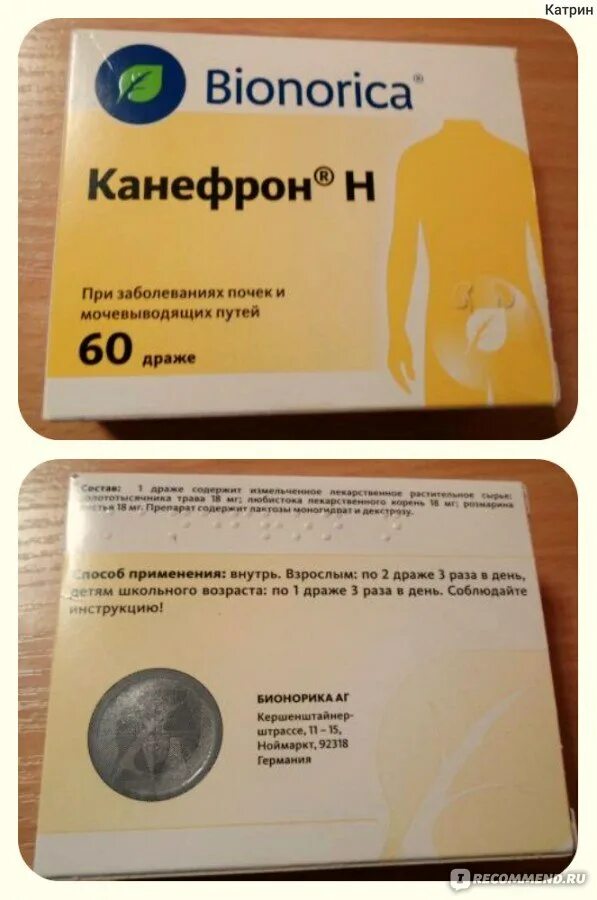 Катрин
Bionorica®
Канефрон® Н
При заболеваниях почек и
мочевыводящих путей
60 драже
Состав: 1 драже содержит измельченное лекарственное растительное сырье:
золототысячника трава 18 мг; любистока лекарственного корень 18 мг; розмарина
листья 18 мг. Препарат содержит лактозы моногидват и декстрозу.
Способ применения: внутрь. Взрослым: по 2 драже 3 раза в день,
детям школьного возраста: по 1 драже 3 раза в день. Соблюдайте
инструкцию!
БИОНОРИКА АГ
Кершенштайнер-
штрассе, 11 – 15,
Ноймаркт, 92318
Германия
IRECOMMEND.RU